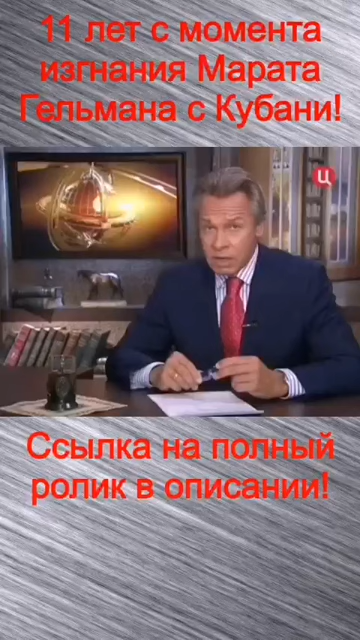 11 лет с момента
изгнания Марата
Гельмана с Кубани!
Ц
Ссылка на полный
ролик в описании!